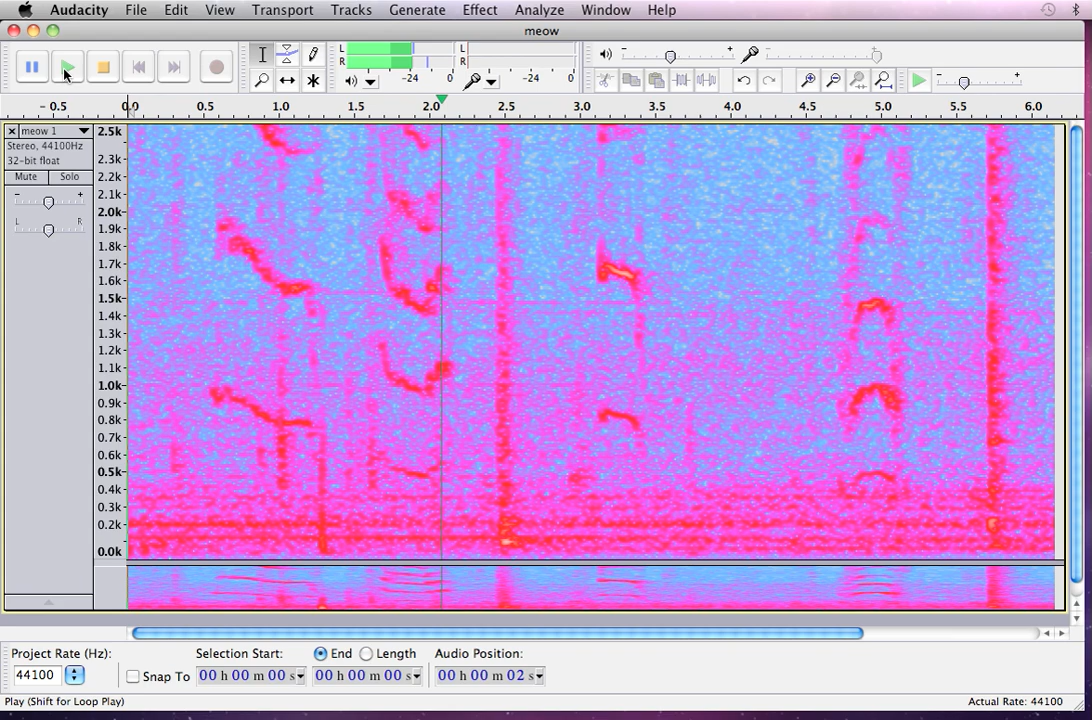 Audacity File Edit View Transport Tracks Generate Effect Analyze Window Help
meow
L
R
-24 0
L
R
-24 0
- +
- +
- +
-0.5 0.0 0.5 1.0 1.5 2.0 2.5 3.0 3.5 4.0 4.5 5.0 5.5 6.0
meow 1
Stereo, 44100Hz
32-bit float
Mute Solo
- +
L R
2.5k
2.3k
2.2k
2.1k
2.0k
1.9k
1.8k
1.7k
1.6k
1.5k
1.4k
1.3k
1.2k
1.1k
1.0k
0.9k
0.8k
0.7k
0.6k
0.5k
0.4k
0.3k
0.2k
0.0k
Project Rate (Hz):
44100
Snap To
Selection Start:
00 h 00 m 00 s
End Length
00 h 00 m 00 s
Audio Position:
00 h 00 m 02 s
Play (Shift for Loop Play)
Actual Rate: 44100